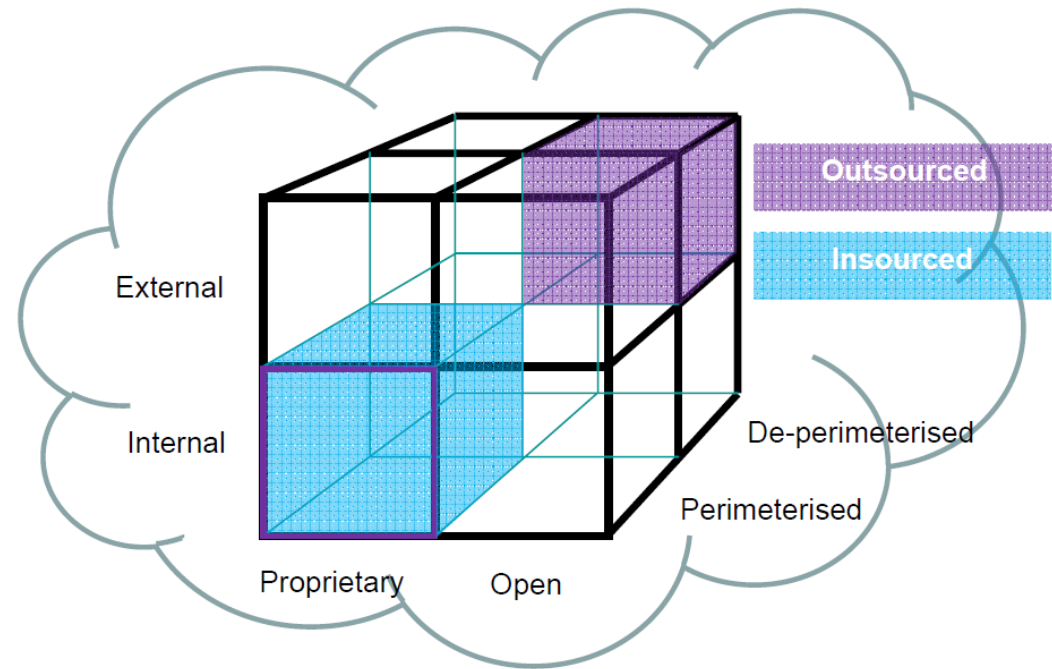 Outsourced
External
Insourced
Internal
De-perimeterised
Perimeterised
Proprietary
Open